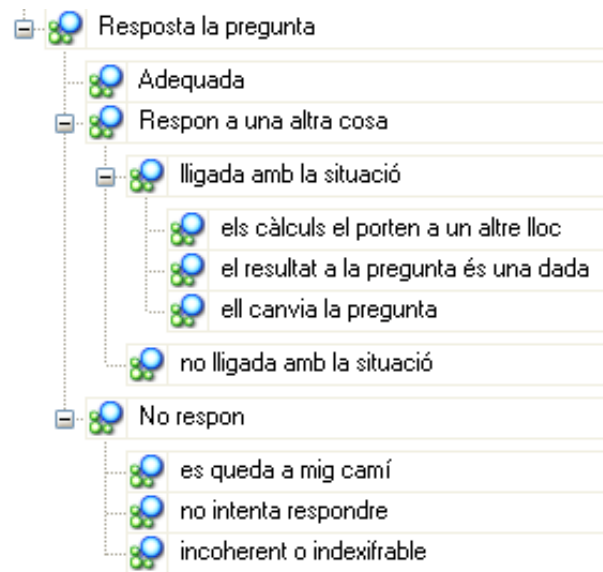 Resposta la pregunta
Adequada
Respon a una altra cosa
lligada amb la situació
els càlculs el porten a un altre lloc
el resultat a la pregunta és una dada
ell canvia la pregunta
no lligada amb la situació
No respon
es queda a mig camí
no intenta respondre
incoherent o indexifrable